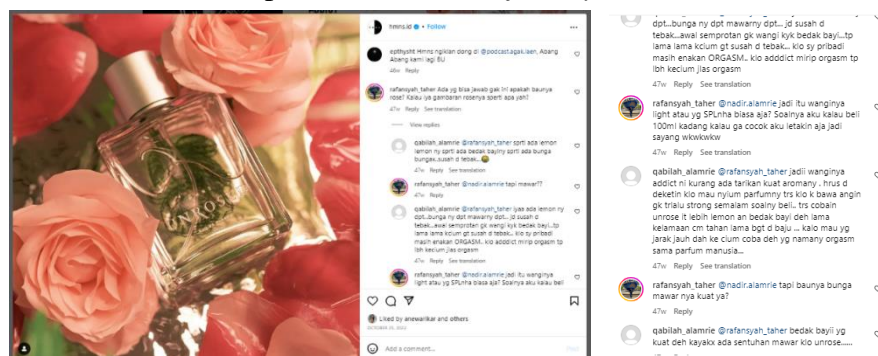 UNROSE
hmns.id • Follow
epthysht Hmns ngiklan dong di @podcast.agak.laen, Abang
Abang kami lagi BU
48w Reply
rafansyah_taher Ada yg bisa jawab gak ini apakah baunya
rose? Kalau iya gambaran rosenya sperti apa yah?
47w Reply See translation
View replies
qabilah_alamrie @rafansyah_taher sprti ada lemon
lemon ny sprti ada bedak bayiny sprti ada bunga
bungax..susah d tebak..
47w Reply
rafansyah_taher @nadir.alamrie tapi mawar??
47w Reply
qabilah_alamrie @rafansyah_taher iyaa ada lemon ny
dpt..bunga ny dpt mawarny dpt... jd susah d
tebak...awal semprotan gk wangi kyk bedak bayi...tp
lama lama kcium gt susah d tebak.. klo sy pribadi
masih enakan ORGASM.. klo adddict mirip orgasm tp
lbh kecium jlas orgasm
47w Reply See translation
rafansyah_taher @nadir.alamrie jadi itu wanginya
light atau yg SPLnha biasa aja? Soalnya aku kalau beli
Liked by anewarikar and others
OCTOBER 25, 2023
Add a comment...
Post
dpt...bunga ny dpt mawarny dpt... jd susah d
tebak...awal semprotan gk wangi kyk bedak bayi...tp
lama lama kcium gt susah d tebak.. klo sy pribadi
masih enakan ORGASM.. klo adddict mirip orgasm tp
lbh kecium jlas orgasm
47w Reply See translation
rafansyah_taher @nadir.alamrie jadi itu wanginya
light atau yg SPLnha biasa aja? Soalnya aku kalau beli
100ml kadang kalau ga cocok aku letakin aja jadi
sayang wkwkwkw
47w Reply See translation
qabilah_alamrie @rafansyah_taher jadii wanginya
addict ni kurang ada tarikan kuat aromany . hrus d
deketin klo mau nyium parfumny trs klo k bawa angin
gk trialu strong semalam soainy beli.. trs cobain
unrose it lebih lemon an bedak bayi deh lama
kelamaan cm tahan lama bgt d baju ... kalo mau yg
jarak jauh dah ke cium coba deh yg namany orgasm
sama parfum manusia...
47w Reply See translation
rafansyah_taher @nadir.alamrie tapi baunya bunga
mawar nya kuat ya?
47w Reply
qabilah_alamrie @rafansyah_taher bedak bayii yg
kuat deh kayakx ada sentuhan mawar klo unrose......